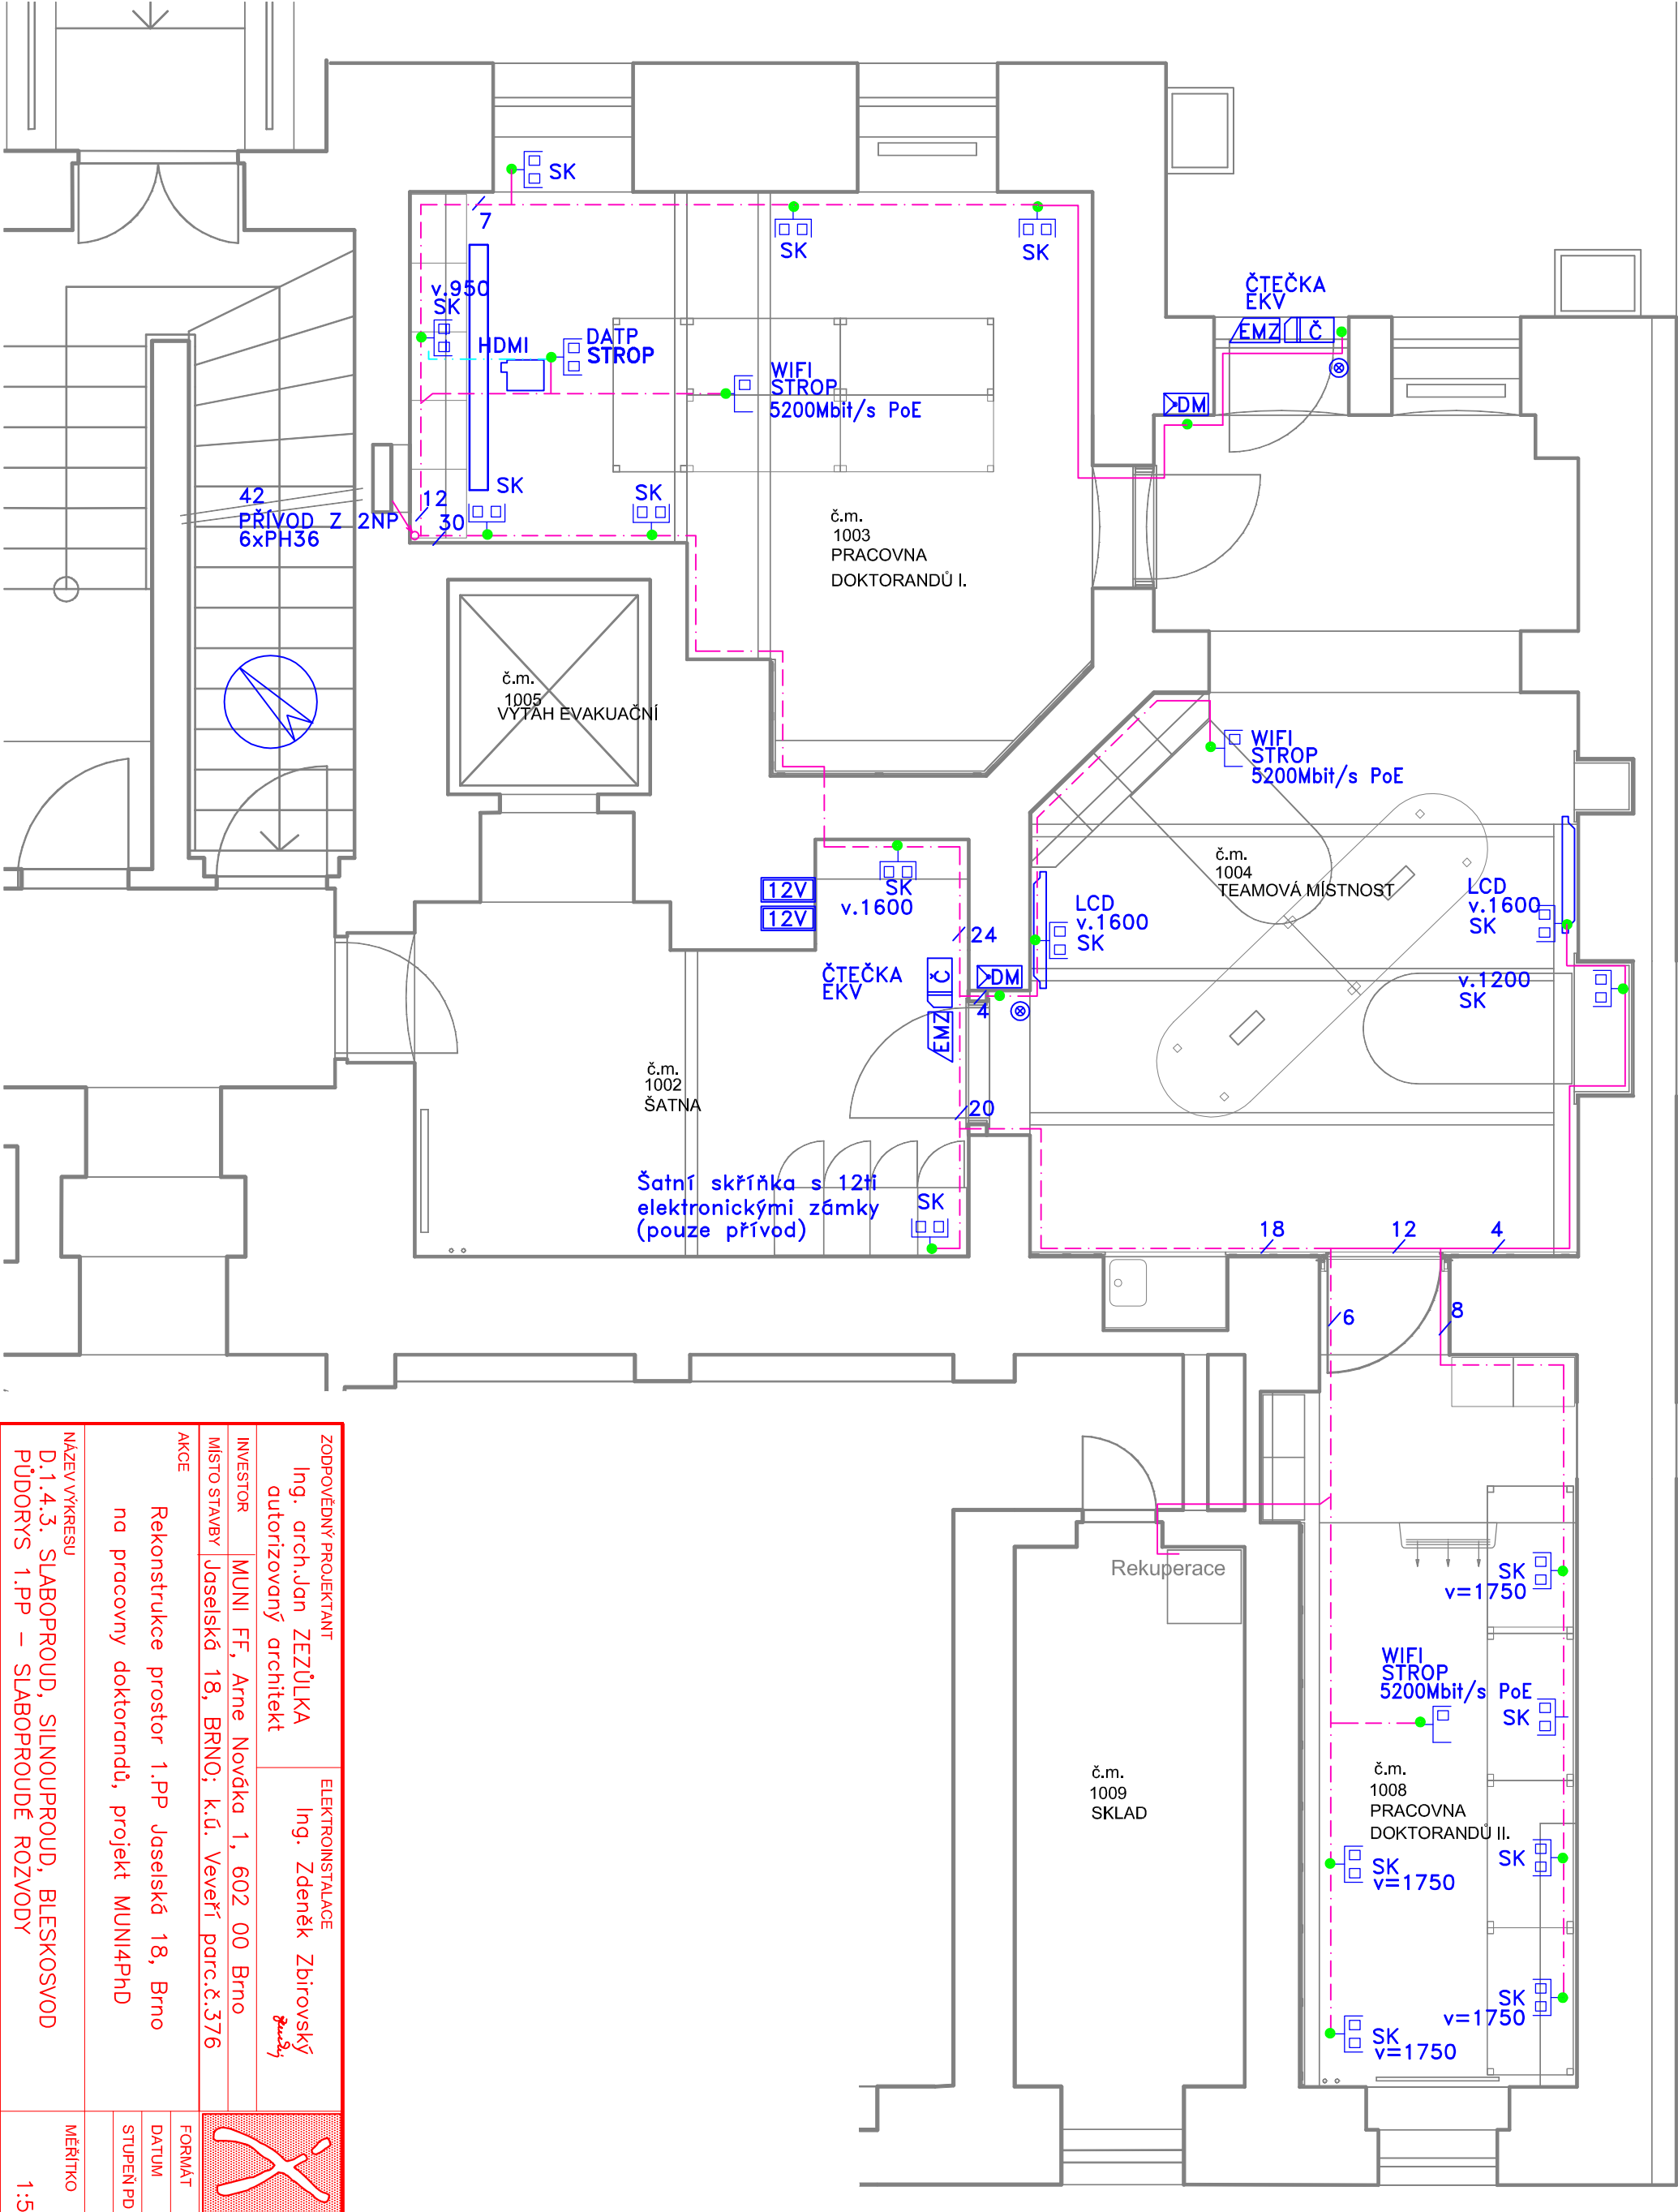 SK
7
SK
SK
v.950
SK
HDMI
DATP
STROP
WIFI
STROP
5200Mbit/s PoE
ČTEČKA
EKV
EMZ
Č
DM
SK
SK
12
30
42
PŘÍVOD Z 2NP
6xPH36
č.m.
1003
PRACOVNA
DOKTORANDŮ I.
č.m.
1005
VÝTAH EVAKUAČNÍ
WIFI
STROP
5200Mbit/s PoE
č.m.
1004
TEAMOVÁ MÍSTNOST
12V
12V
SK
v.1600
24
LCD
v.1600
SK
LCD
v.1600
SK
v.1200
SK
ČTEČKA
EKV
Č
EMZ
DM
4
č.m.
1002
ŠATNA
20
Šatní skříňka s 12ti
elektronickými zámky
(pouze přívod)
SK
18
12
4
6
8
Rekuperace
SK
v=1750
WIFI
STROP
5200Mbit/s PoE
SK
č.m.
1009
SKLAD
č.m.
1008
PRACOVNA
DOKTORANDŮ II.
SK
v=1750
SK
SK
v=1750
SK
v=1750
ZODPOVĚDNÝ PROJEKTANT
Ing. arch.Jan ZEZŮLKA
autorizovaný architekt
ELEKTROINSTALACE
Ing. Zdeněk Zbirovský
INVESTOR
MUNI FF, Arne Nováka 1, 602 00 Brno
MÍSTO STAVBY
Jaselská 18, BRNO; k.ú. Veveří parc.č.376
AKCE
Rekonstrukce prostor 1.PP Jaselská 18, Brno
na pracovny doktorandů, projekt MUNI4PhD
NÁZEV VÝKRESU
D.1.4.3. SLABOPROUD, SILNOUPROUD, BLESKOSVOD
PŮDORYS 1.PP – SLABOPROUDÉ ROZVODY
FORMÁT
DATUM
STUPEŇ PD
MĚŘÍTKO
1:5